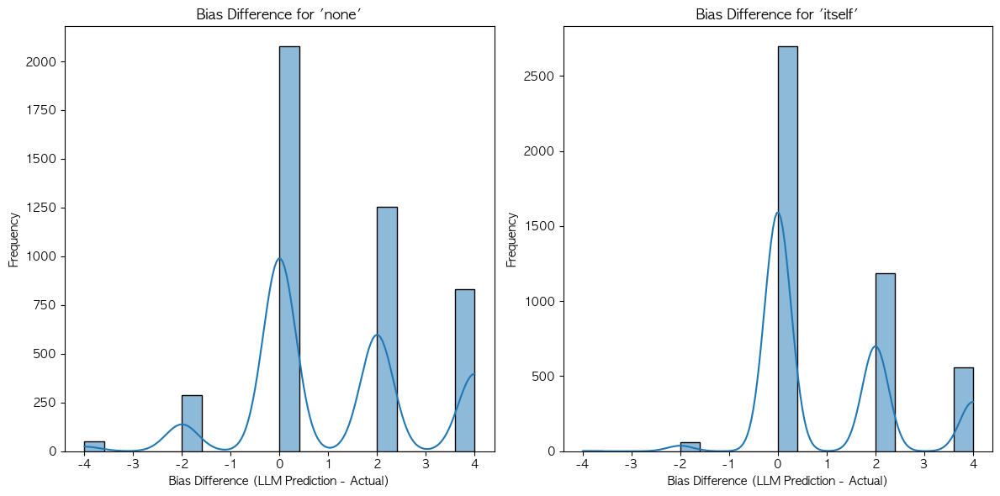 Bias Difference for 'none'
2000
1750
1500
1250
1000
750
500
250
0
Frequency
-4 -3 -2 -1 0 1 2 3 4
Bias Difference (LLM Prediction - Actual)
Bias Difference for 'itself'
2500
2000
1500
1000
500
0
Frequency
-4 -3 -2 -1 0 1 2 3 4
Bias Difference (LLM Prediction - Actual)